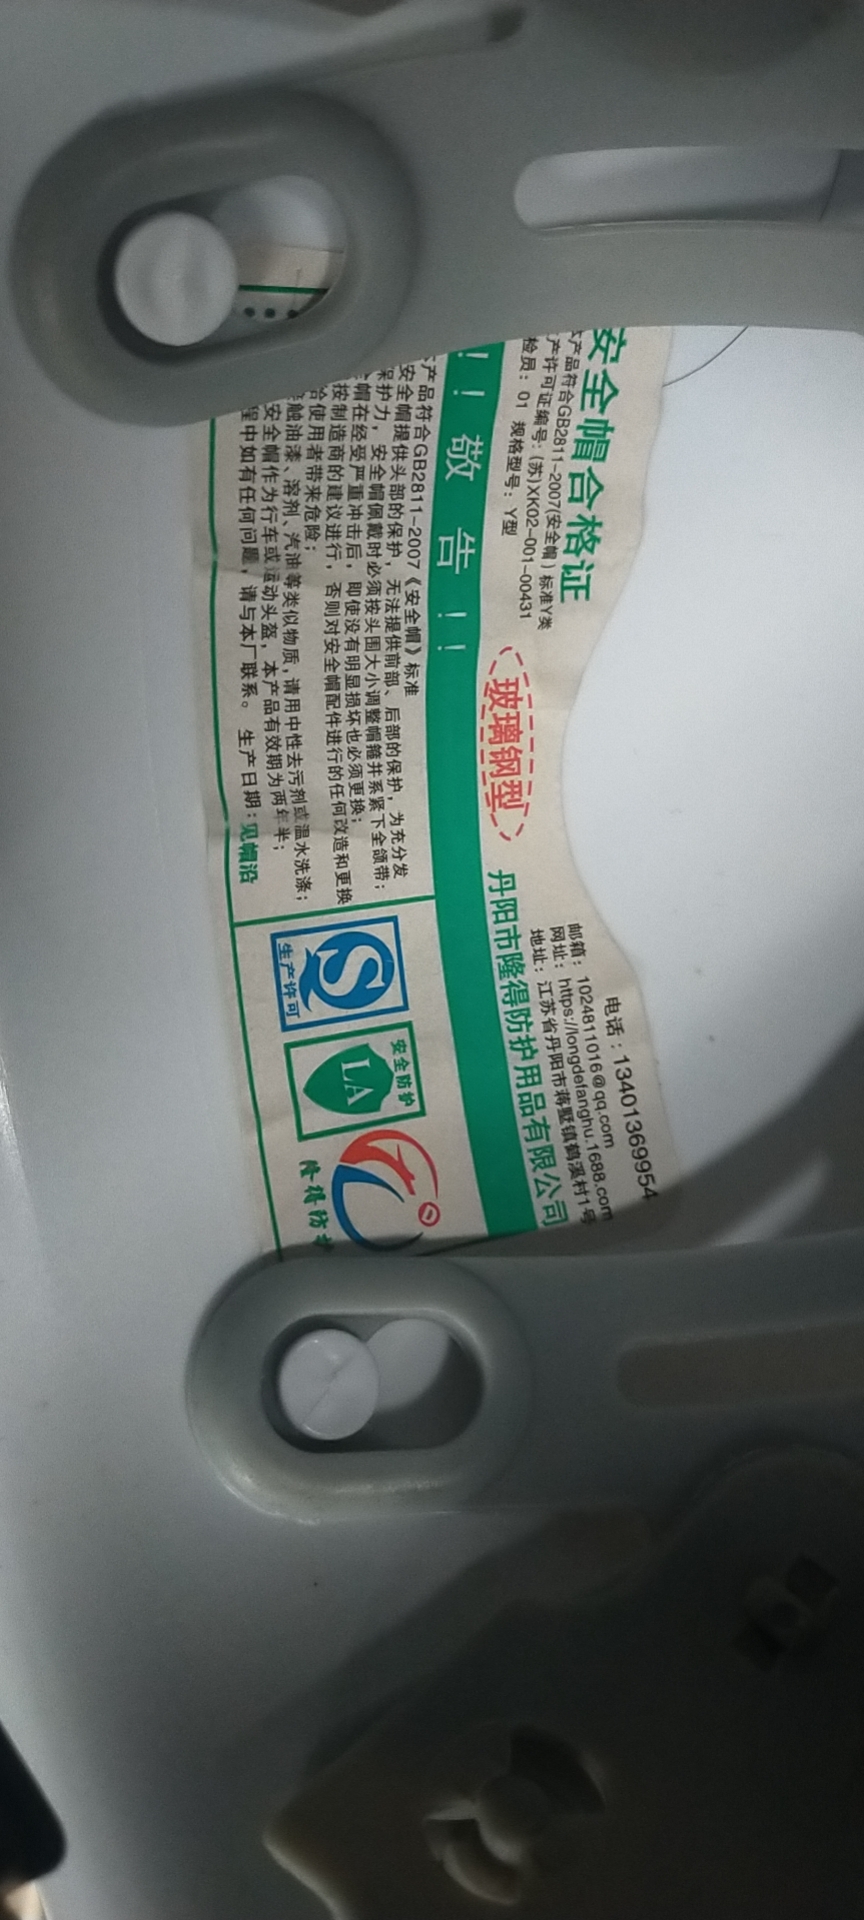 安全帽合格证
产品符合GB2811-2007(安全帽)标准Y类
产许可证编号:(苏)XK02-001-00431
检员:01 规格型号:Y型
玻璃钢型
电话:13401369954
邮箱:1024811016@qq.com
网址:https://longdefanghu.1688.com
地址:江苏省丹阳市蒋墅镇鹤溪村1号
丹阳市隆得防护用品有限公司
!!敬告!!
产品符合GB2811-2007《安全帽》标准
安全帽提供头部的保护,无法提供前部、后部的保护,为充分发
保护力,安全帽佩戴时必须按头围大小调整帽箍并系紧下全颌带;
帽在经受严重冲击后,即使没有明显损坏也必须更换;
按制造商的建议进行,否则对安全帽配件进行的任何改造和更换
给使用者带来危险;
触油漆、溶剂、汽油等类似物质,请用中性去污剂或温水洗涤;
安全帽作为行车或运动头盔,本产品有效期为两年半;
程中如有任何问题,请与本厂联系。 生产日期:见帽沿
生产许可
安全防护
LA
隆得防护